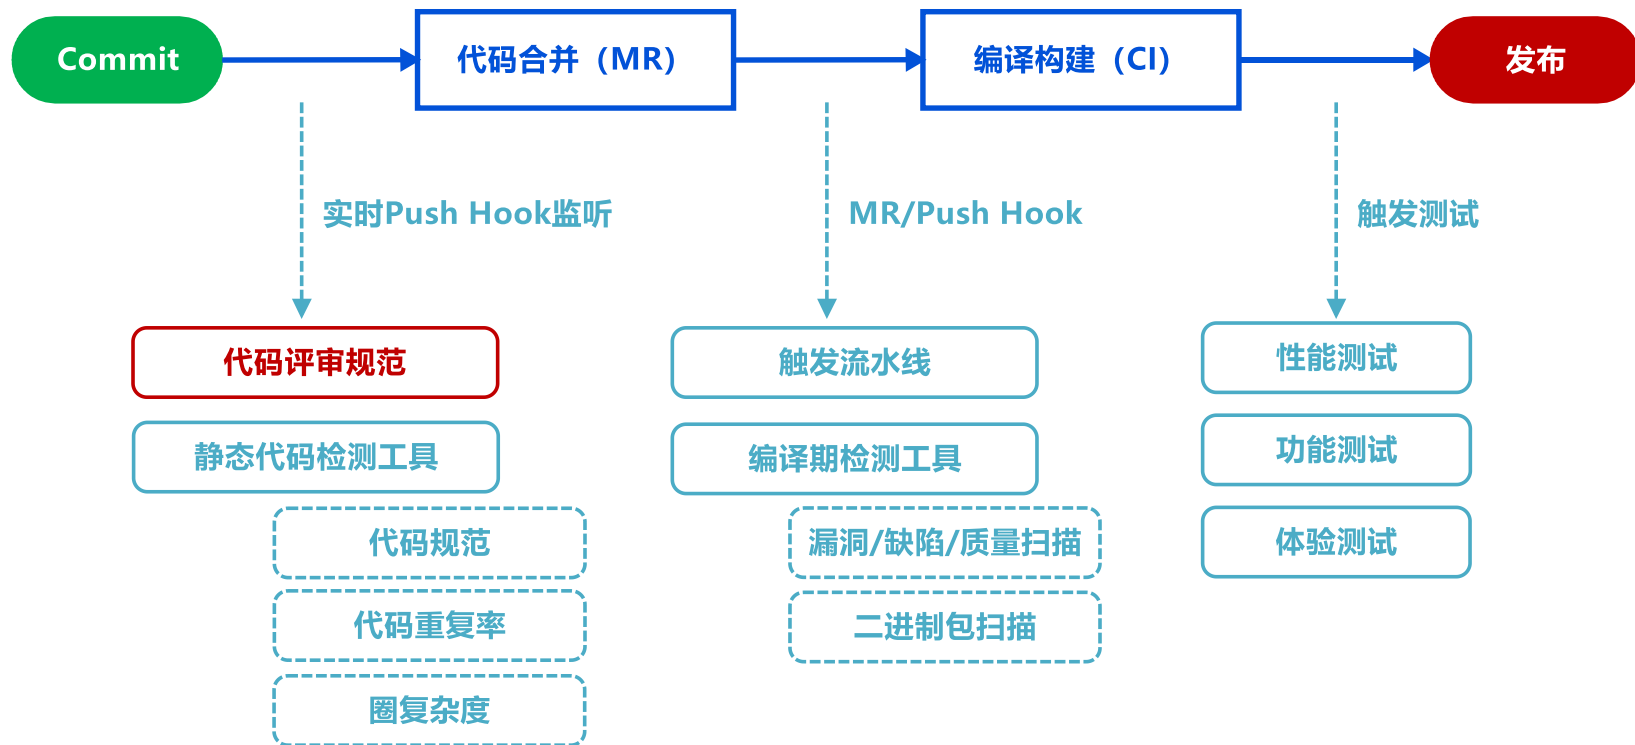 Commit
代码合并（MR）
编译构建（CI）
发布
实时Push Hook监听
MR/Push Hook
触发测试
代码评审规范
静态代码检测工具
代码规范
代码重复率
圈复杂度
触发流水线
编译期检测工具
漏洞/缺陷/质量扫描
二进制包扫描
性能测试
功能测试
体验测试